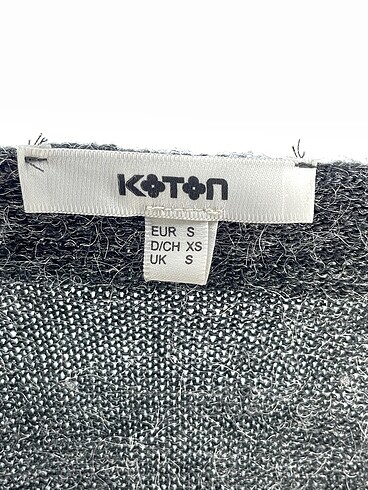 KOTON
EUR S
D/CH XS
UK S